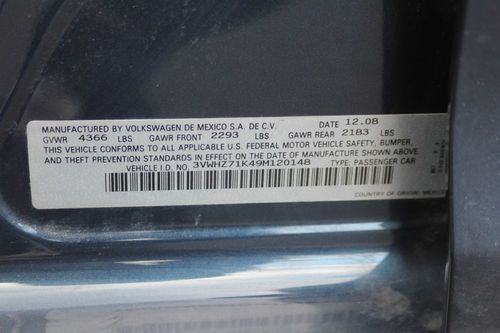 MANUFACTURED BY VOLKSWAGEN DE MEXICO S.A. DE C.V. DATE 12.08
GVWR 4366 LBS GAWR FRONT 2293 LBS GAWR REAR 2183 LBS
THIS VEHICLE CONFORMS TO ALL APPLICABLE U.S. FEDERAL MOTOR VEHICLE SAFETY, BUMPER,
AND THEFT PREVENTION STANDARDS IN EFFECT ON THE DATE OF MANUFACTURE SHOWN ABOVE.
VEHICLE I.D. NO.: 3VWHZ71K49M120148 TYPE: PASSENGER CAR
COUNTRY OF ORIGIN: MEXICO